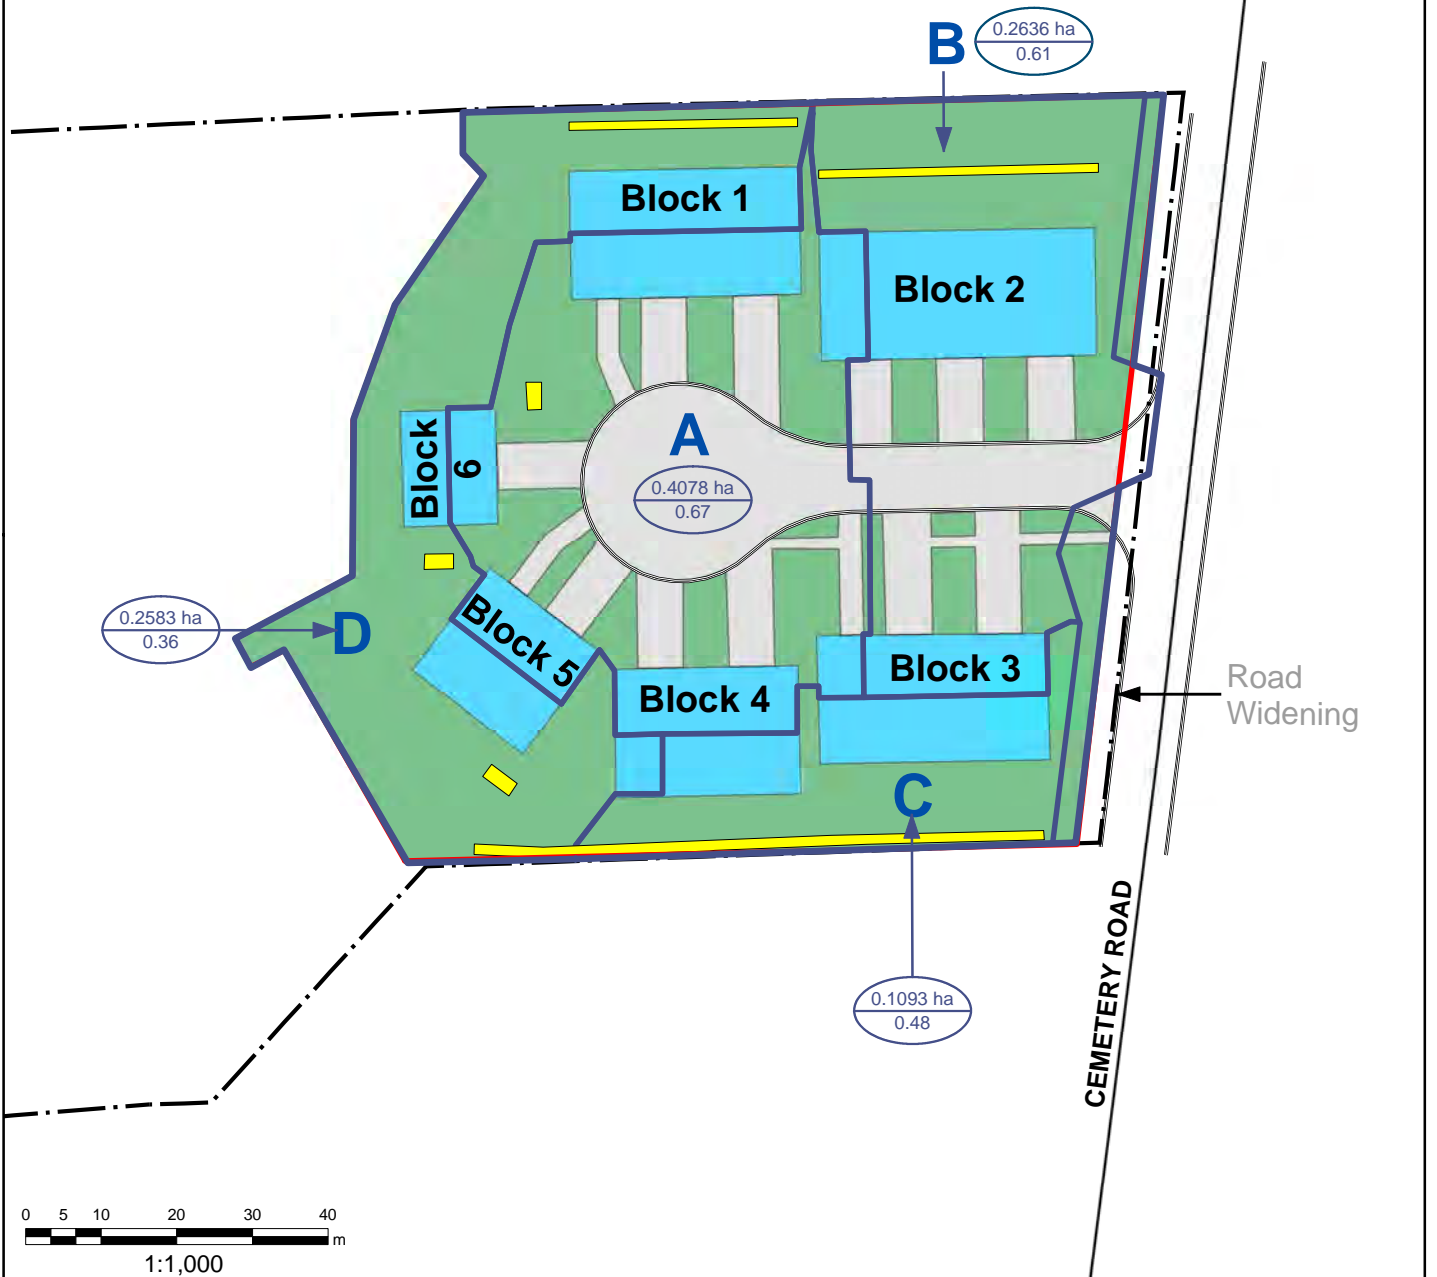 B
0.2636 ha
0.61
Block 1
Block 2
A
0.4078 ha
0.67
Block
6
0.2583 ha
0.36
D
Block 5
Block 4
Block 3
Road
Widening
C
0.1093 ha
0.48
CEMETERY ROAD
0 5 10 20 30 40
m
1:1,000